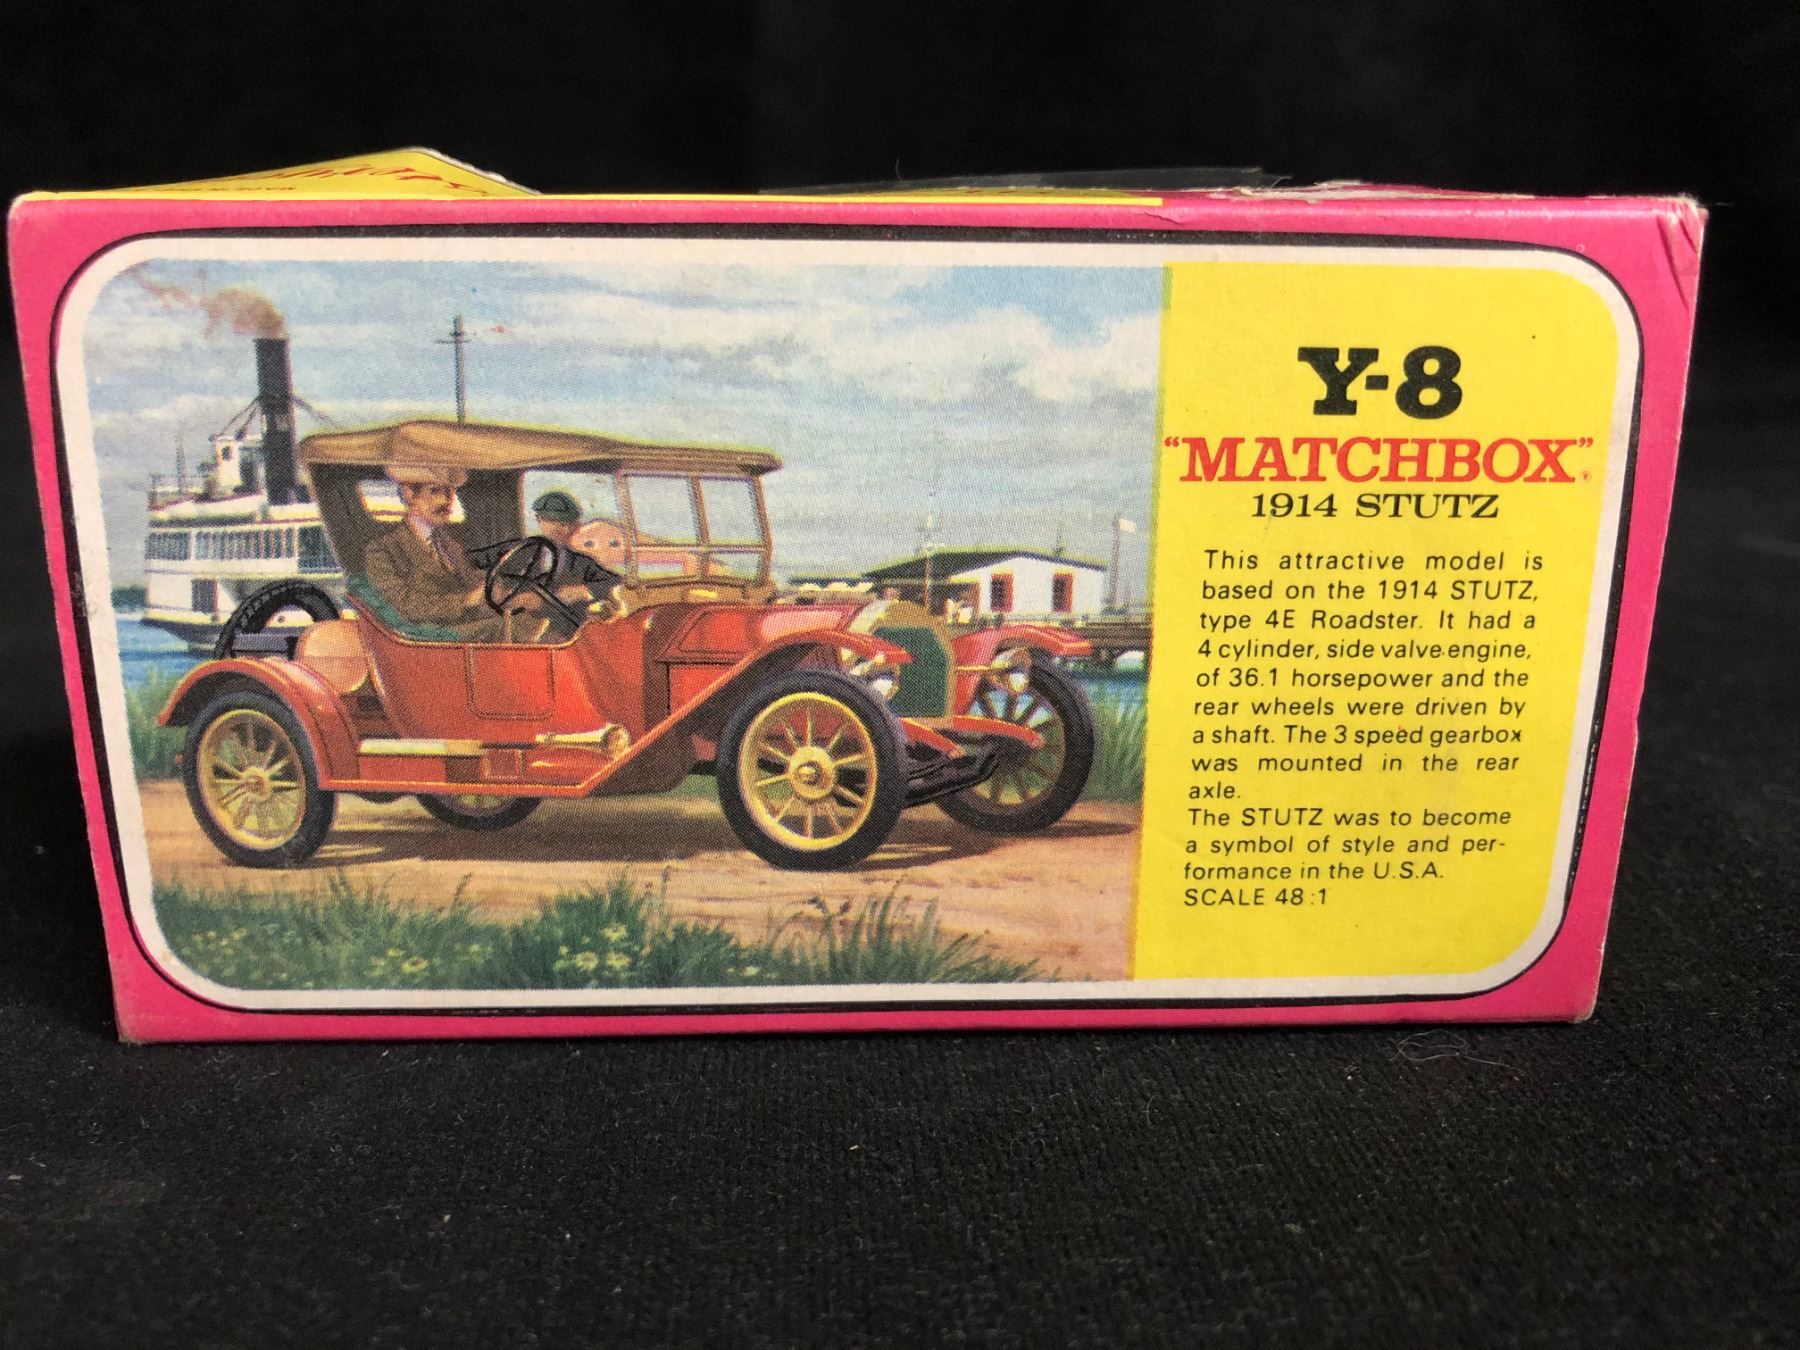 Y-8
"MATCHBOX"
1914 STUTZ
This attractive model is
based on the 1914 STUTZ,
type 4E Roadster. It had a
4 cylinder, side valve engine,
of 36.1 horsepower and the
rear wheels were driven by
a shaft. The 3 speed gearbox
was mounted in the rear
axle.
The STUTZ was to become
a symbol of style and per-
formance in the U.S.A.
SCALE 48:1